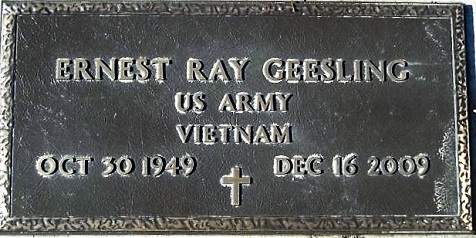 ERNEST RAY GEESLING
US ARMY
VIETNAM
OCT 30 1949 DEC 16 2009